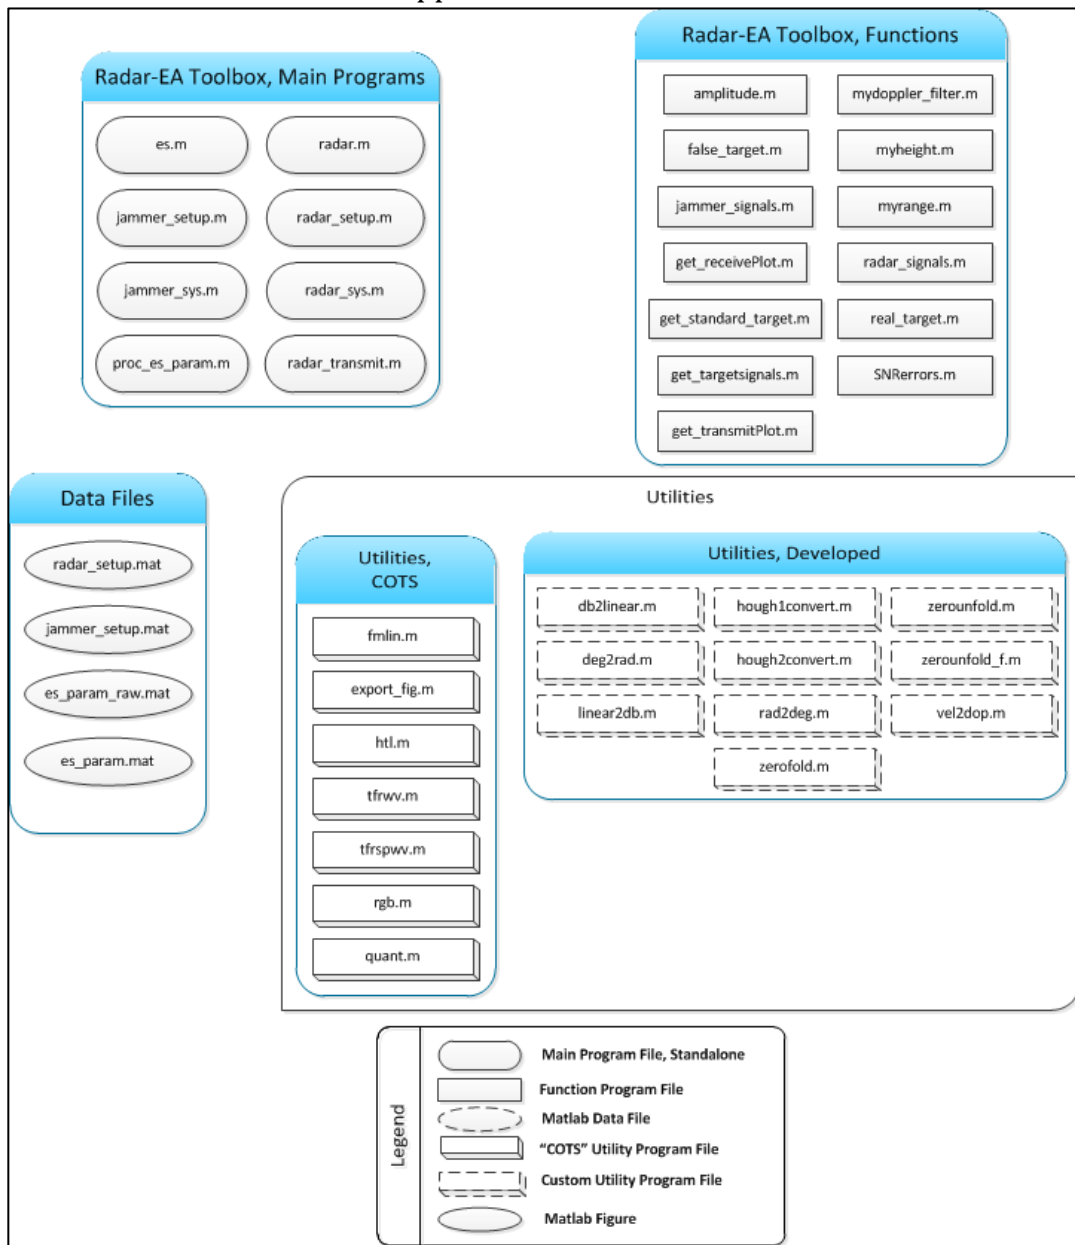 Radar-EA Toolbox, Main Programs
es.m
radar.m
jammer_setup.m
radar_setup.m
jammer_sys.m
radar_sys.m
proc_es_param.m
radar_transmit.m
Radar-EA Toolbox, Functions
amplitude.m
mydoppler_filter.m
false_target.m
myheight.m
jammer_signals.m
myrange.m
get_receivePlot.m
radar_signals.m
get_standard_target.m
real_target.m
get_targetsignals.m
SNRerrors.m
get_transmitPlot.m
Data Files
radar_setup.mat
jammer_setup.mat
es_param_raw.mat
es_param.mat
Utilities
Utilities,
COTS
fmlin.m
export_fig.m
htl.m
tfrwv.m
tfrspwv.m
rgb.m
quant.m
Utilities, Developed
db2linear.m
hough1convert.m
zerounfold.m
deg2rad.m
hough2convert.m
zerounfold_f.m
linear2db.m
rad2deg.m
vel2dop.m
zerofold.m
Legend
Main Program File, Standalone
Function Program File
Matlab Data File
“COTS” Utility Program File
Custom Utility Program File
Matlab Figure